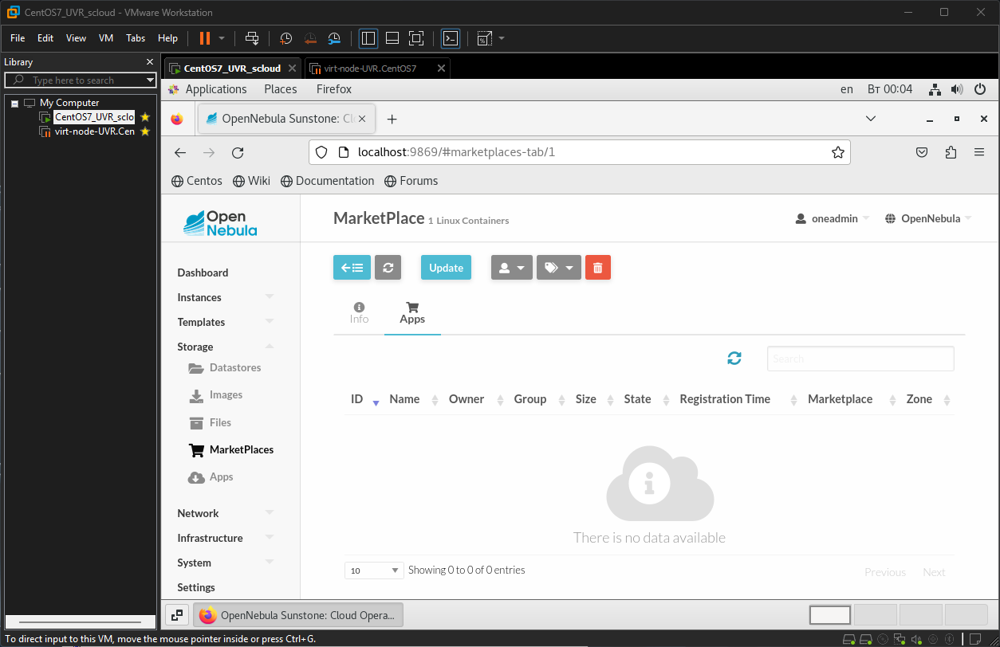 CentOS7_UVR_scloud - VMware Workstation
File Edit View VM Tabs Help
Library
Type here to search
My Computer
CentOS7_UVR_sclo
virt-node-UVR.Cen
CentOS7_UVR_scloud
virt-node-UVR.CentOS7
Applications Places Firefox
en Вт 00:04
OpenNebula Sunstone: Cl
localhost:9869/#marketplaces-tab/1
Centos Wiki Documentation Forums
Open
Nebula
MarketPlace 1 Linux Containers
oneadmin OpenNebula
Dashboard
Instances
Templates
Storage
Datastores
Images
Files
MarketPlaces
Apps
Network
Infrastructure
System
Settings
Update
Info
Apps
Search
ID Name Owner Group Size State Registration Time Marketplace Zone
There is no data available
10 Showing 0 to 0 of 0 entries
Previous Next
OpenNebula Sunstone: Cloud Opera...
To direct input to this VM, move the mouse pointer inside or press Ctrl+G.